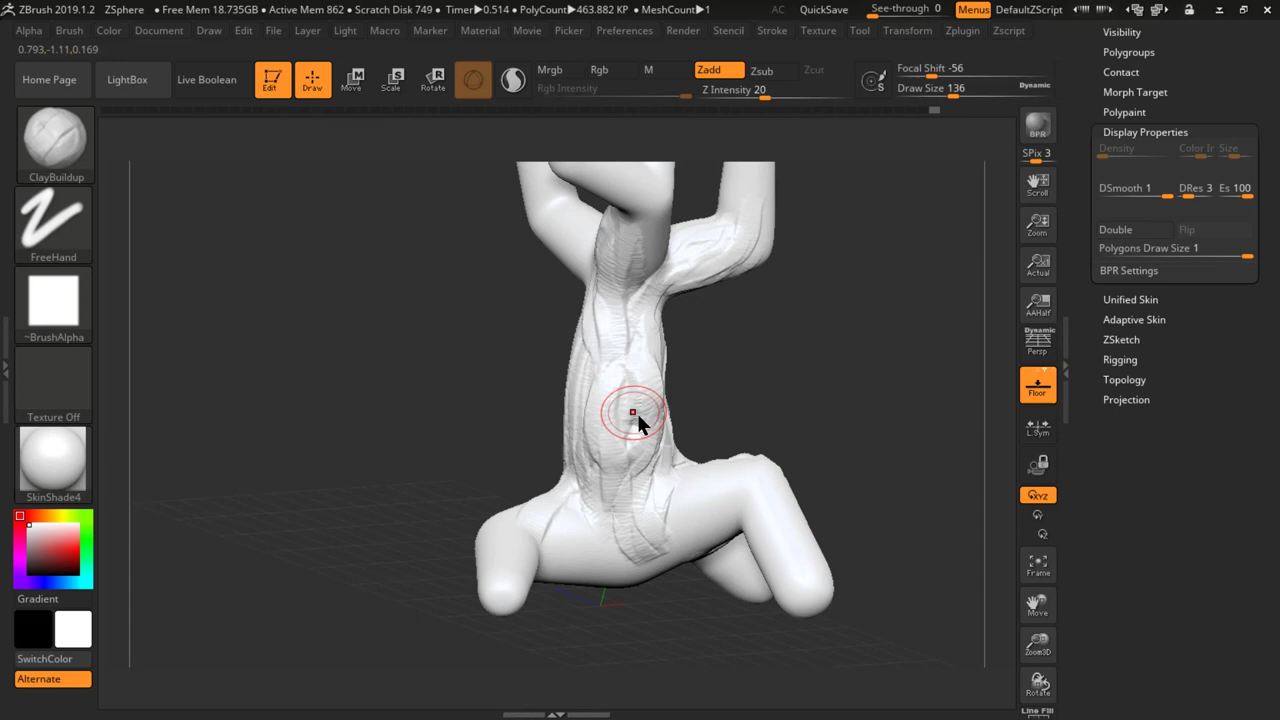 ZBrush 2019.1.2 ZSphere • Free Mem 18.735GB • Active Mem 862 • Scratch Disk 749 • Timer▶0.514 • PolyCount▶463.882 KP • MeshCount▶1 AC QuickSave See-through 0 Menus DefaultZScript
Alpha Brush Color Document Draw Edit File Layer Light Macro Marker Material Movie Picker Preferences Render Stencil Stroke Texture Tool Transform Zplugin Zscript
0.793,-1.11,0.169
Home Page LightBox Live Boolean Edit Draw Move Scale Rotate
Mrgb Rgb M Zadd Zsub Zcut
Rgb Intensity Z Intensity 20
Focal Shift -56
Draw Size 136 Dynamic
ClayBuildup
FreeHand
~BrushAlpha
Texture Off
SkinShade4
Gradient
SwitchColor
Alternate
BPR
SPix 3
Scroll
Zoom
Actual
AAHalf
Dynamic
Persp
Floor
L.Sym
XYZ
Y
Z
Frame
Move
Zoom3D
Rotate
Line Fill
Visibility
Polygroups
Contact
Morph Target
Polypaint
Display Properties
Density Color Ir Size
DSmooth 1 DRes 3 Es 100
Double Flip
Polygons Draw Size 1
BPR Settings
Unified Skin
Adaptive Skin
ZSketch
Rigging
Topology
Projection